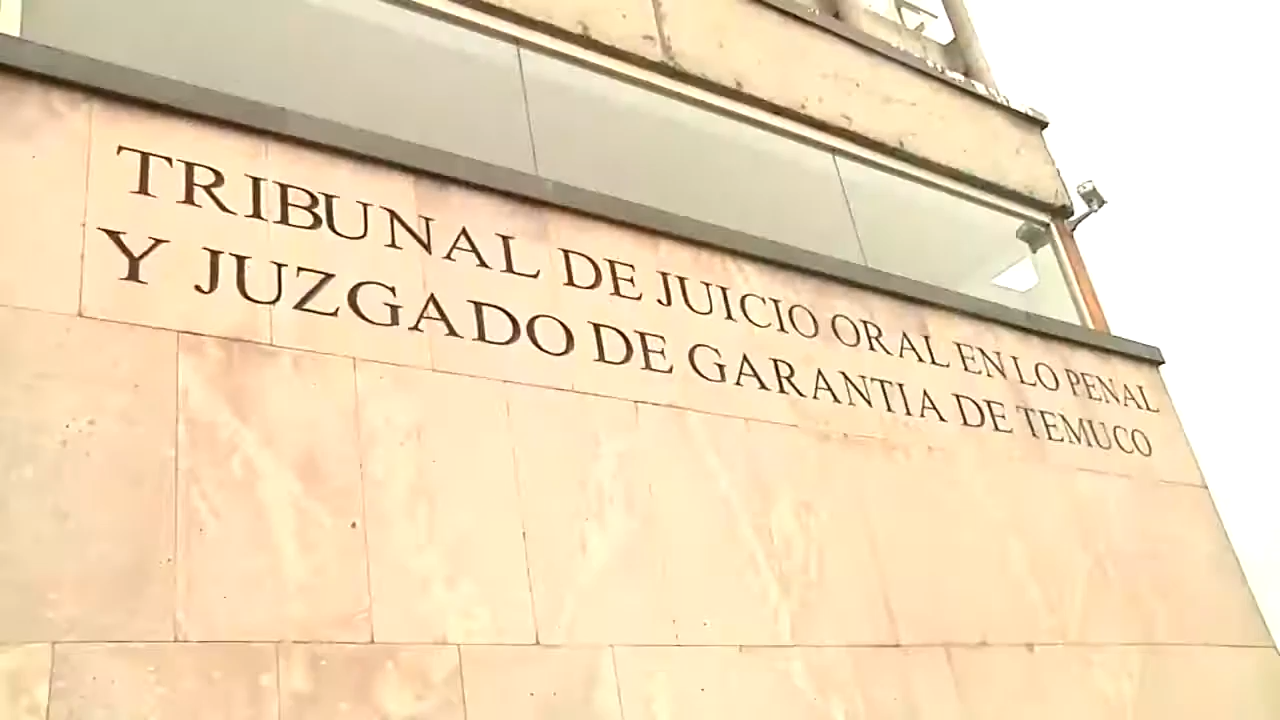 TRIBUNAL DE JUICIO ORAL EN LO PENAL
Y JUZGADO DE GARANTIA DE TEMUCO